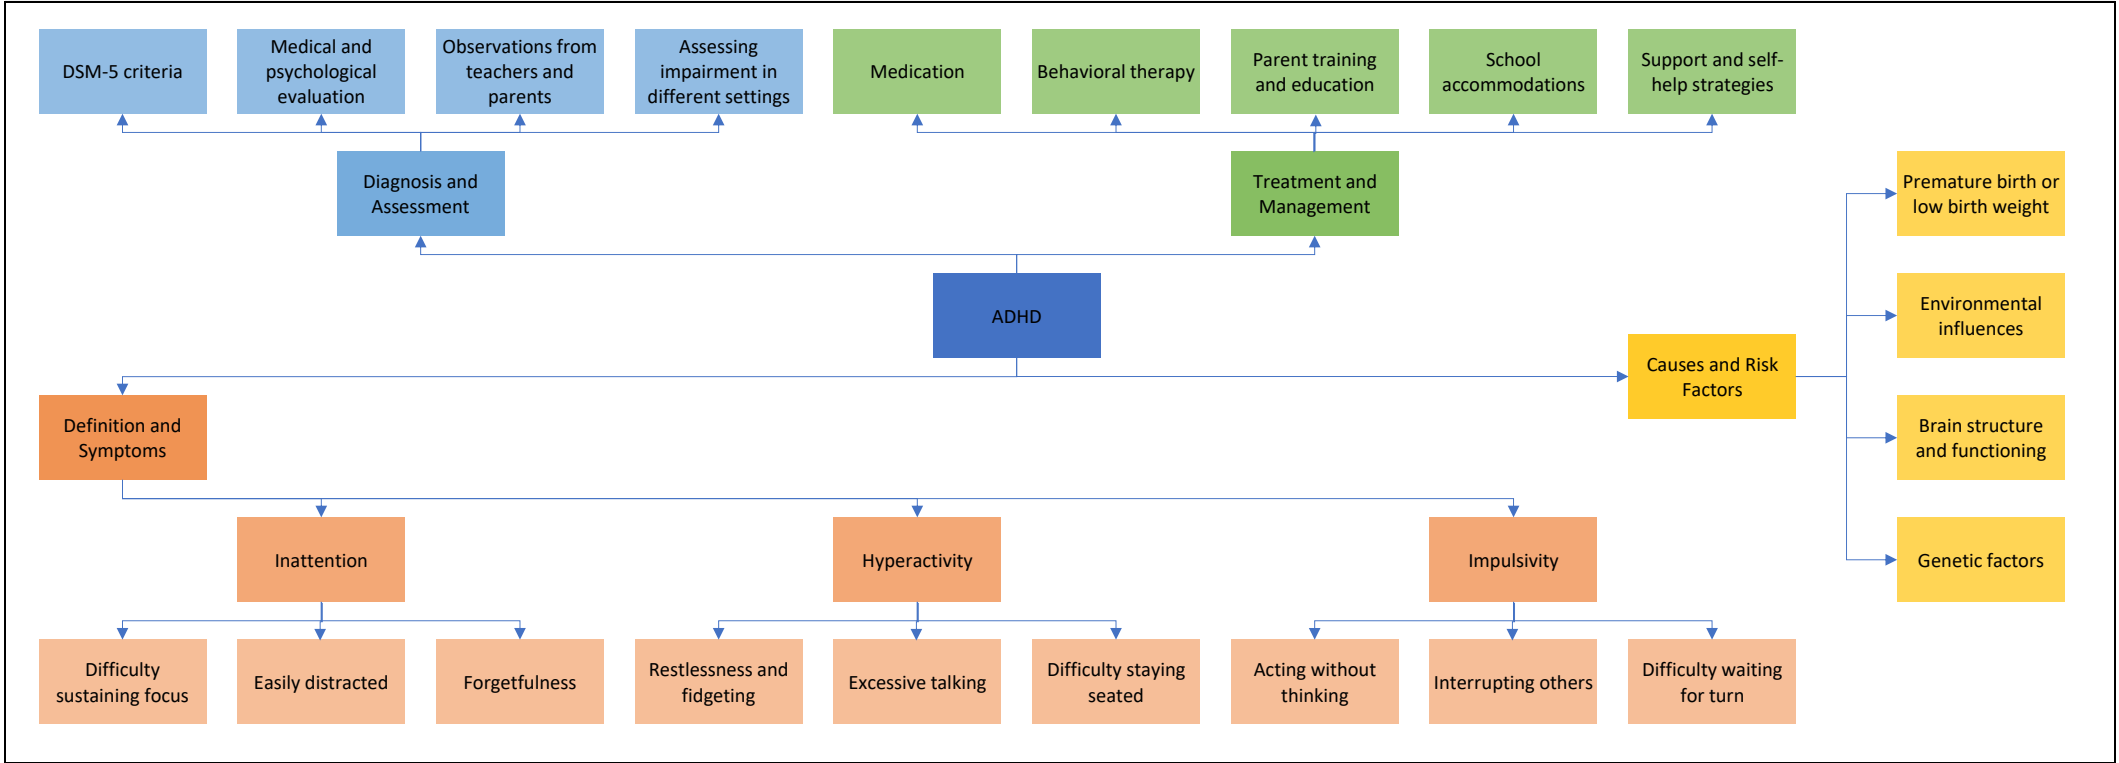 DSM-5 criteria
Medical and
psychological
evaluation
Observations from
teachers and
parents
Assessing
impairment in
different settings
Medication
Behavioral therapy
Parent training
and education
School
accommodations
Support and self-
help strategies
Diagnosis and
Assessment
Treatment and
Management
Premature birth or
low birth weight
ADHD
Environmental
influences
Causes and Risk
Factors
Definition and
Symptoms
Brain structure
and functioning
Inattention
Hyperactivity
Impulsivity
Genetic factors
Difficulty
sustaining focus
Easily distracted
Forgetfulness
Restlessness and
fidgeting
Excessive talking
Difficulty staying
seated
Acting without
thinking
Interrupting others
Difficulty waiting
for turn